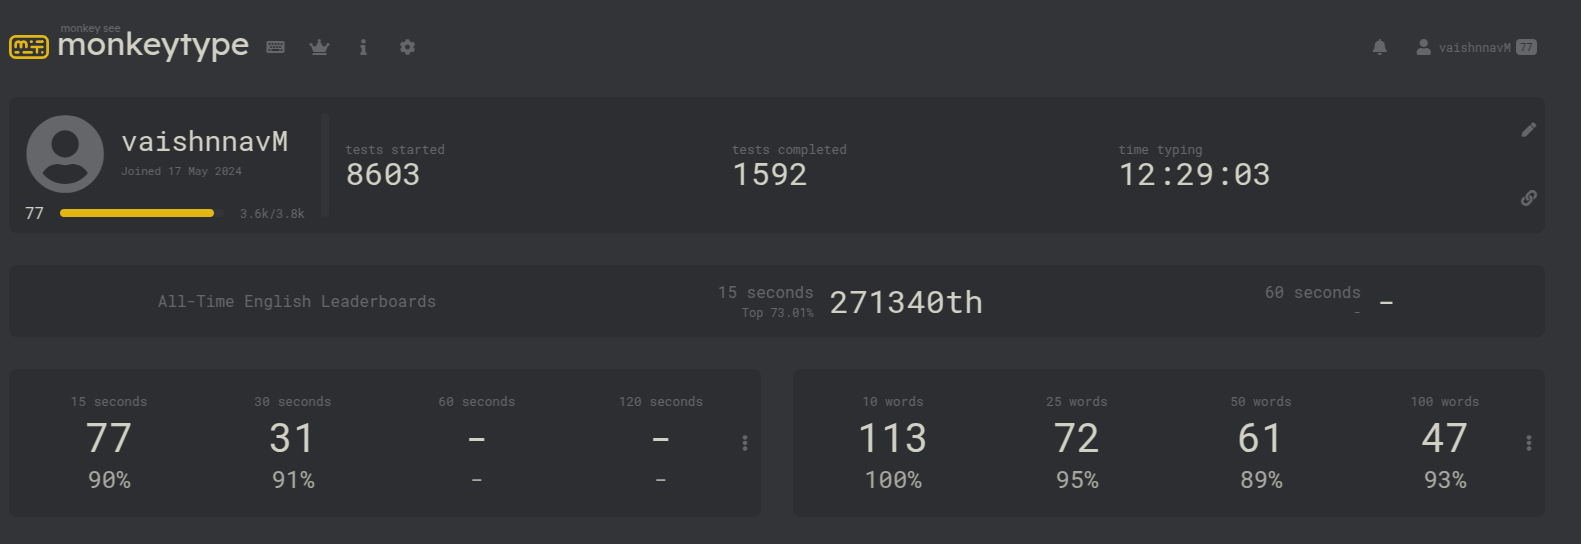 monkey see
monkeytype
vaishnnavM 77
vaishnnavM
Joined 17 May 2024
77 3.6k/3.8k
tests started
8603
tests completed
1592
time typing
12:29:03
All-Time English Leaderboards
15 seconds
Top 73.01%
271340th
60 seconds
-
-
15 seconds
77
90%
30 seconds
31
91%
60 seconds
-
-
120 seconds
-
-
10 words
113
100%
25 words
72
95%
50 words
61
89%
100 words
47
93%